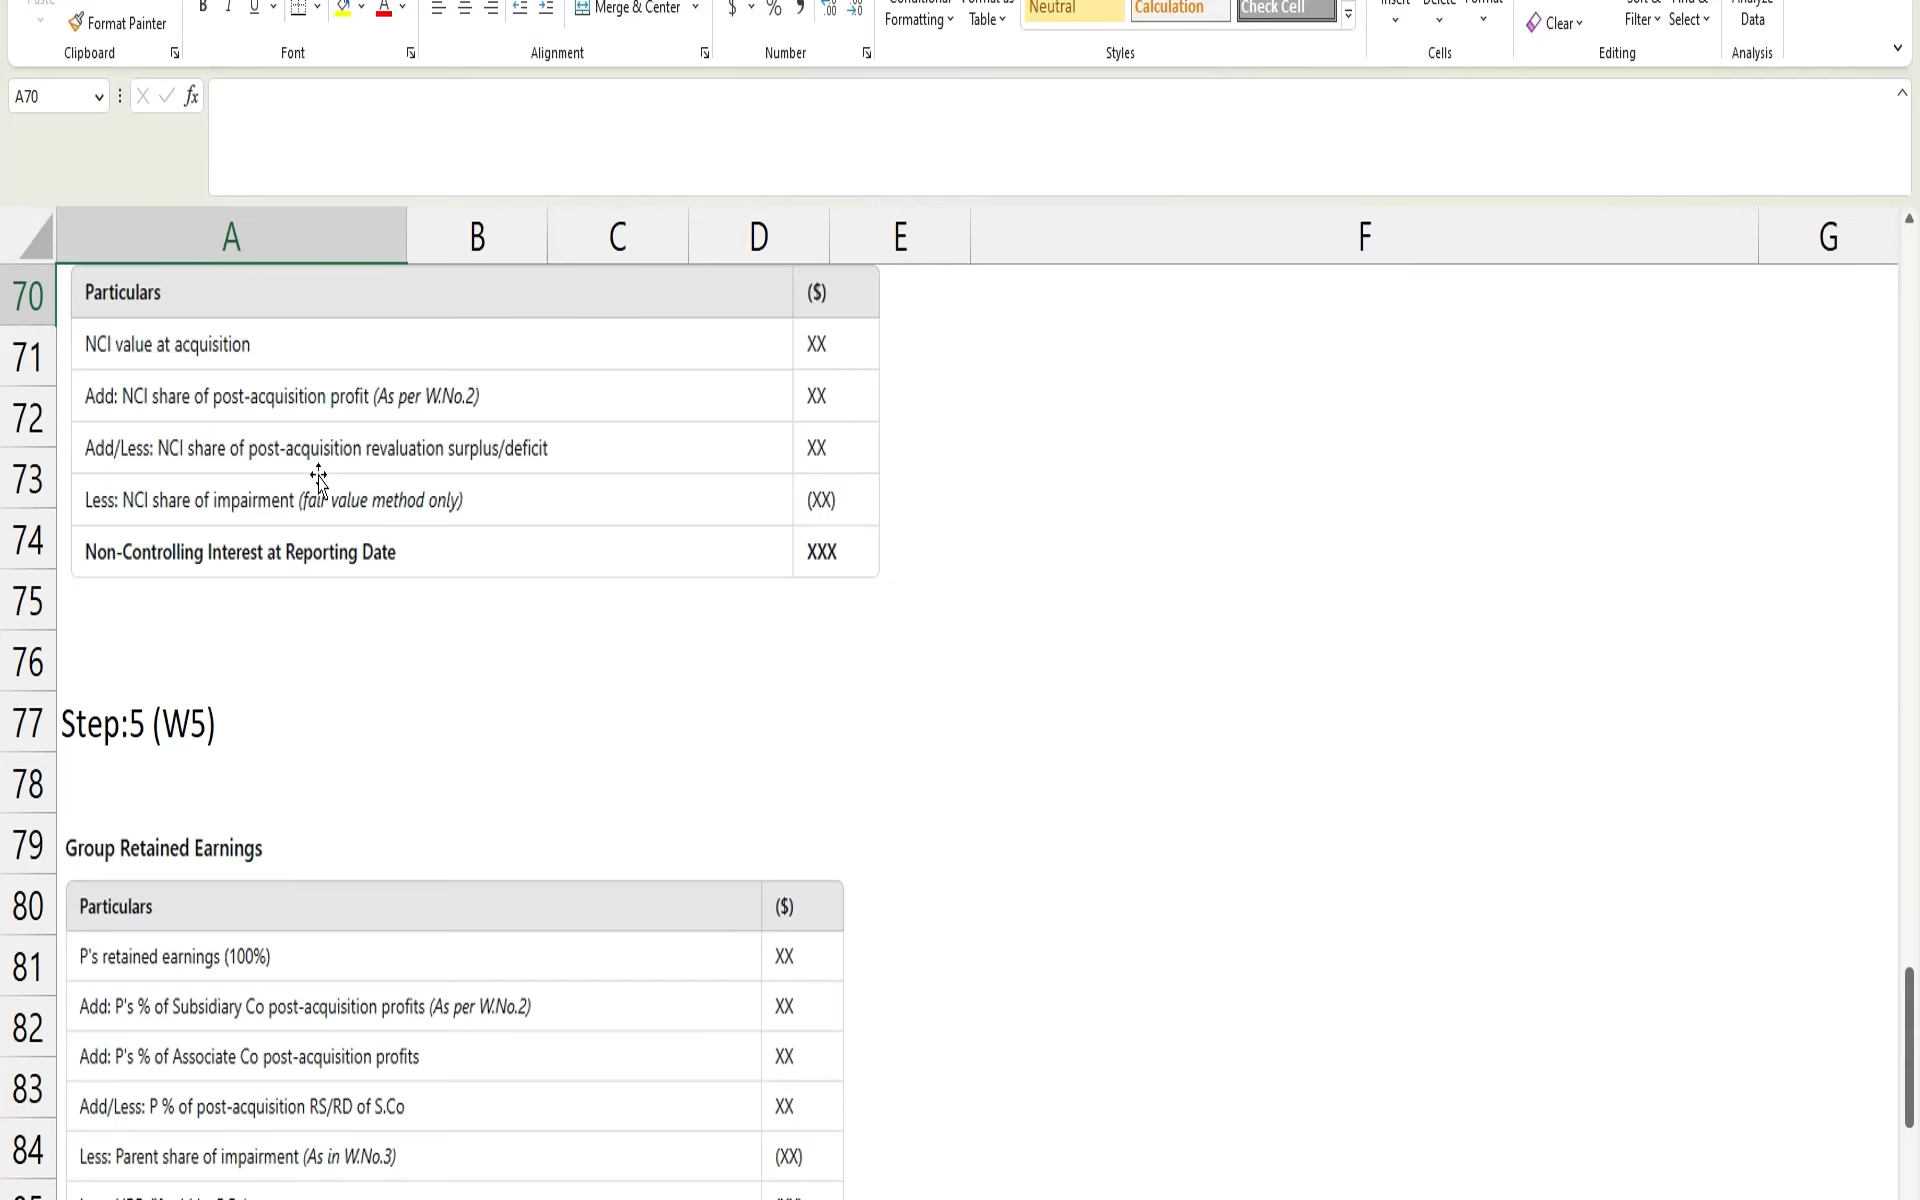 Format Painter
B I U
A
Merge & Center
$ % ,
Conditional
Formatting
Format as
Table
Neutral
Calculation
Check Cell
Insert
Delete
Format
Clear
Sort &
Filter
Find &
Select
Analyze
Data
Clipboard
Font
Alignment
Number
Styles
Cells
Editing
Analysis
A70
fx
A B C D E F G
70
71
72
73
74
75
76
77
78
79
80
81
82
83
84
Particulars ($)
NCI value at acquisition XX
Add: NCI share of post-acquisition profit (As per W.No.2) XX
Add/Less: NCI share of post-acquisition revaluation surplus/deficit XX
Less: NCI share of impairment (fair value method only) (XX)
Non-Controlling Interest at Reporting Date XXX
Step:5 (W5)
Group Retained Earnings
Particulars ($)
P's retained earnings (100%) XX
Add: P's % of Subsidiary Co post-acquisition profits (As per W.No.2) XX
Add: P's % of Associate Co post-acquisition profits XX
Add/Less: P % of post-acquisition RS/RD of S.Co XX
Less: Parent share of impairment (As in W.No.3) (XX)